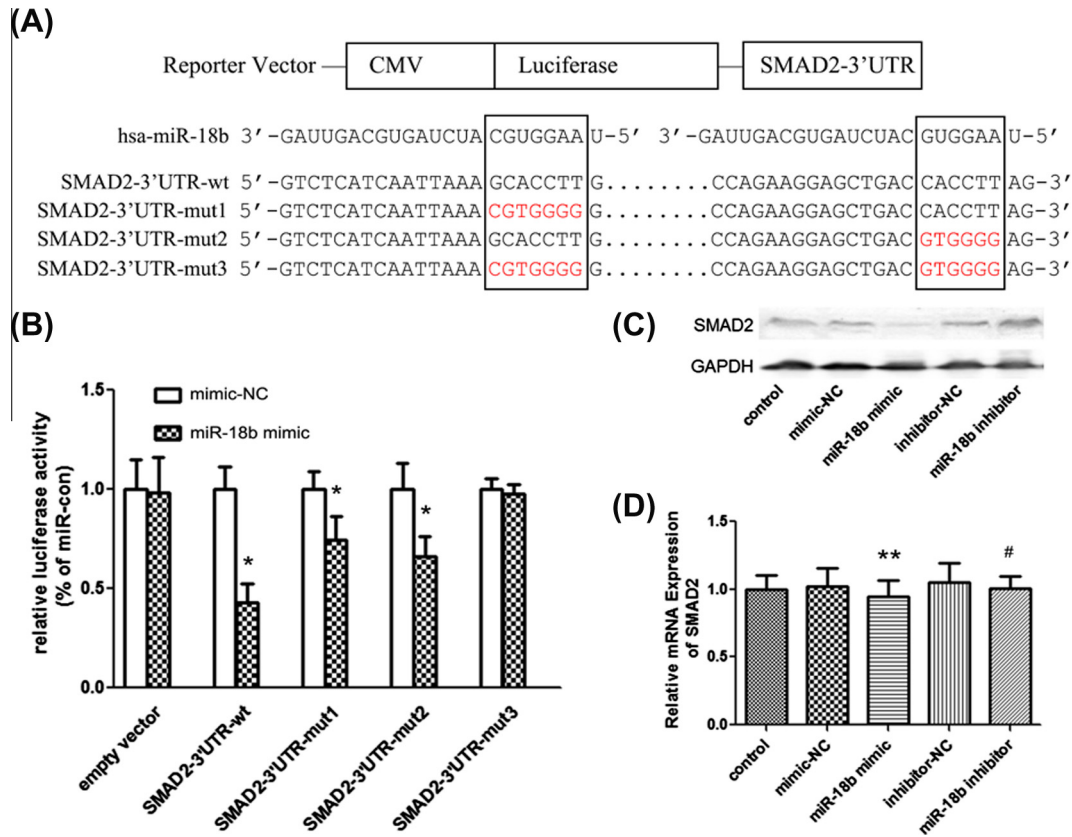 (A)
Reporter Vector CMV Luciferase SMAD2-3'UTR
hsa-miR-18b 3'-GAUUGACGUGAUCUA CGUGGAA U-5' 3'-GAUUGACGUGAUCUAC GUGGAA U-5'
SMAD2-3'UTR-wt 5'-GTCTCATCAATTAAA GCACCTT G........CCAGAAGGAGCTGAC CACCTT AG-3'
SMAD2-3'UTR-mut1 5'-GTCTCATCAATTAAA CGTGGGG G........CCAGAAGGAGCTGAC CACCTT AG-3'
SMAD2-3'UTR-mut2 5'-GTCTCATCAATTAAA GCACCTT G........CCAGAAGGAGCTGAC GTGGGG AG-3'
SMAD2-3'UTR-mut3 5'-GTCTCATCAATTAAA CGTGGGG G........CCAGAAGGAGCTGAC GTGGGG AG-3'
(B)
relative luciferase activity
(% of miR-con)
1.5
1.0
0.5
0.0
mimic-NC
miR-18b mimic
*
*
*
empty vector
SMAD2-3'UTR-wt
SMAD2-3'UTR-mut1
SMAD2-3'UTR-mut2
SMAD2-3'UTR-mut3
(C)
SMAD2
GAPDH
control
mimic-NC
miR-18b mimic
inhibitor-NC
miR-18b inhibitor
(D)
Relative mRNA Expression
of SMAD2
1.5
1.0
0.5
0.0
**
#
control
mimic-NC
miR-18b mimic
inhibitor-NC
miR-18b inhibitor